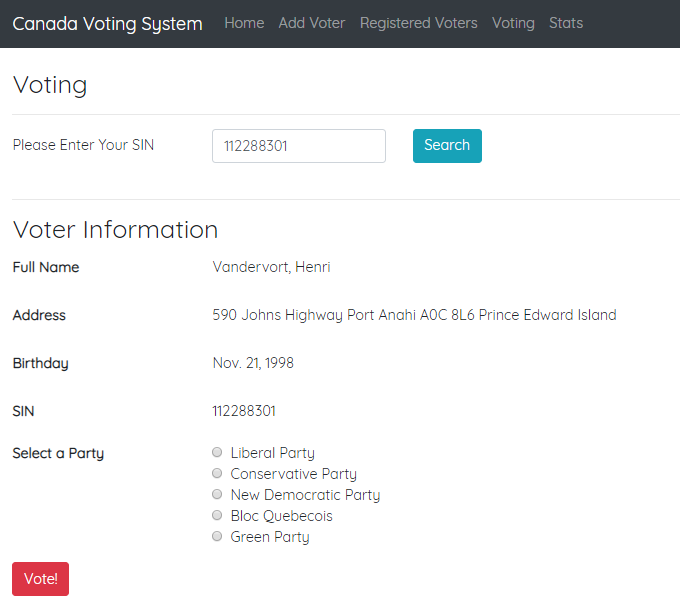 Canada Voting System Home Add Voter Registered Voters Voting Stats
Voting
Please Enter Your SIN 112288301 Search
Voter Information
Full Name Vandervort, Henri
Address 590 Johns Highway Port Anahi A0C 8L6 Prince Edward Island
Birthday Nov. 21, 1998
SIN 112288301
Select a Party Liberal Party
Conservative Party
New Democratic Party
Bloc Quebecois
Green Party
Vote!